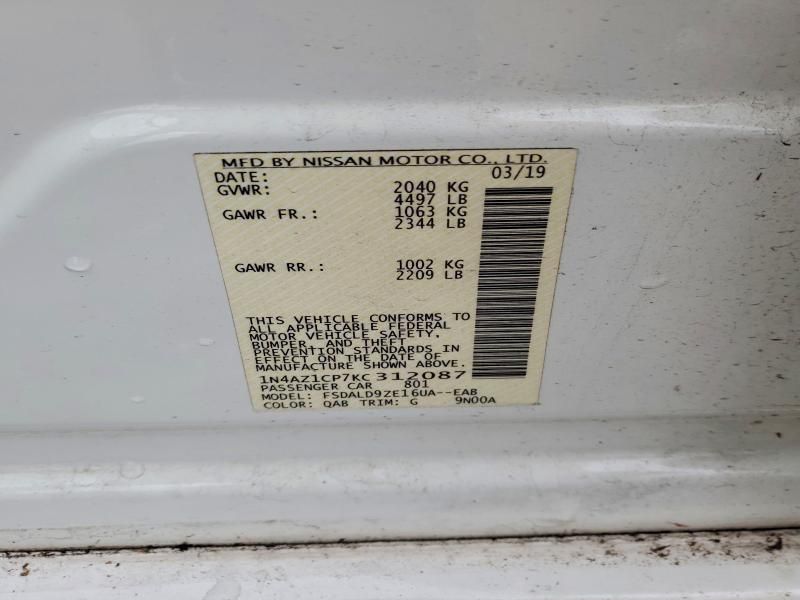 MFD BY NISSAN MOTOR CO., LTD.
DATE: 03/19
GVWR: 2040 KG
4497 LB
GAWR FR.: 1063 KG
2344 LB
GAWR RR.: 1002 KG
2209 LB
THIS VEHICLE CONFORMS TO
ALL APPLICABLE FEDERAL
MOTOR VEHICLE SAFETY,
BUMPER, AND THEFT
PREVENTION STANDARDS IN
EFFECT ON THE DATE OF
MANUFACTURE SHOWN ABOVE.
1N4AZ1CP7KC312087
PASSENGER CAR 801
MODEL: FSDALD9ZE16UA--EAB
COLOR: QAB TRIM: G 9N00A